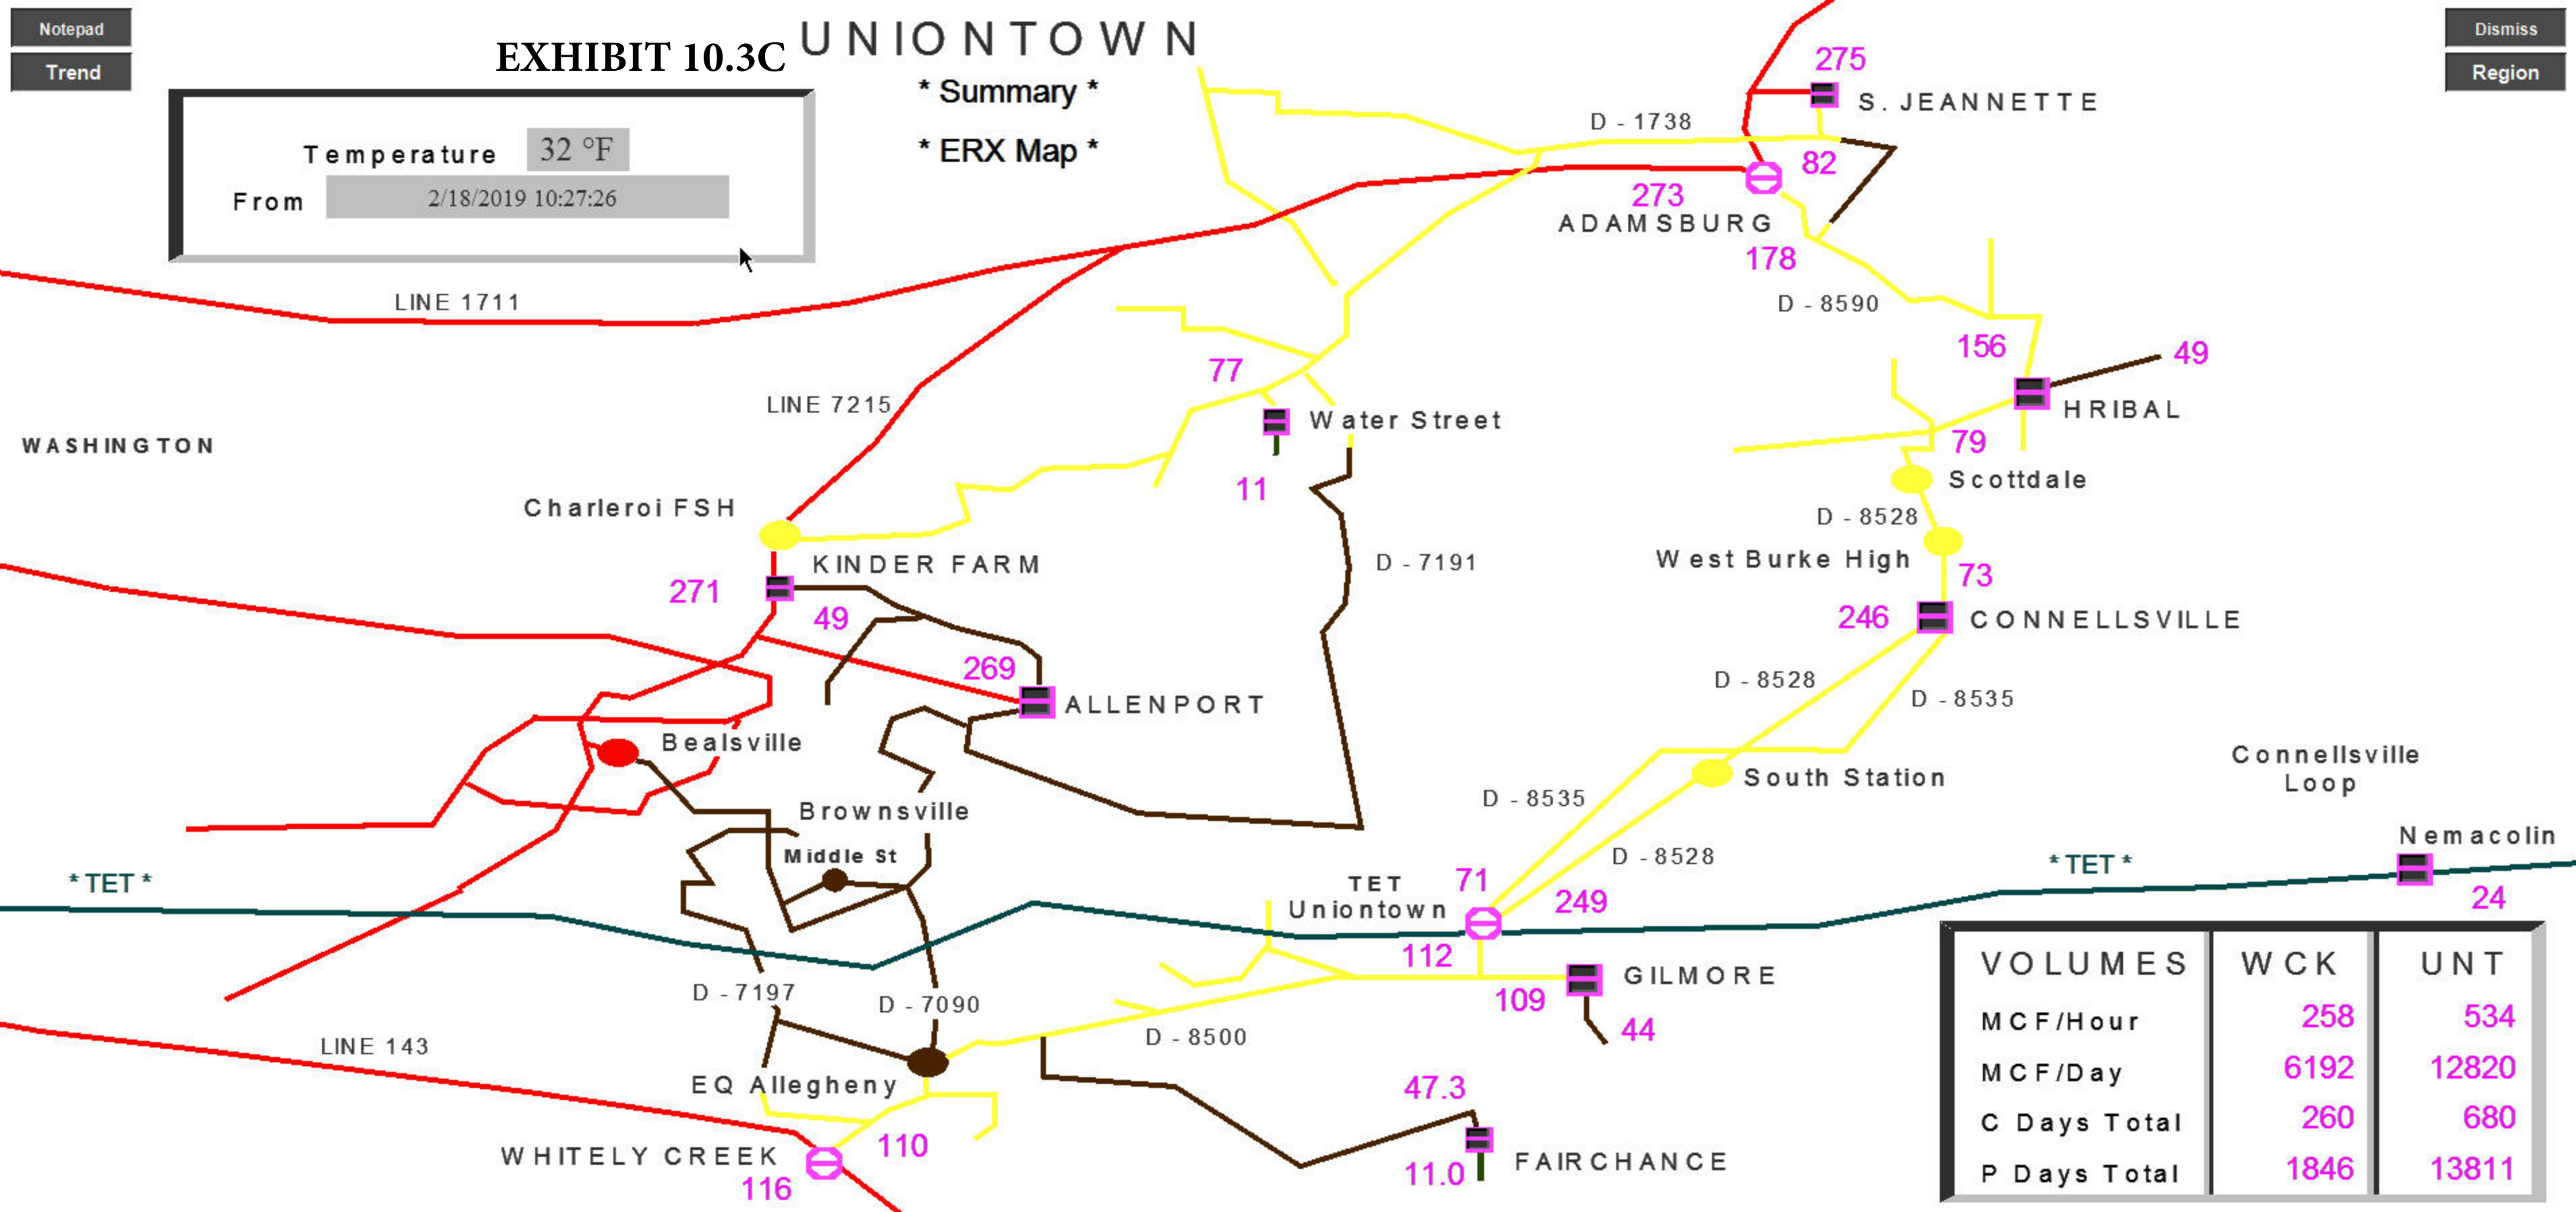 Notepad
Trend
EXHIBIT 10.3C
UNIONTOWN
* Summary *
* ERX Map *
Dismiss
Region
Temperature 32 °F
From 2/18/2019 10:27:26
275
S. JEANNETTE
D - 1738
82
273
ADAMSBURG
178
D - 8590
LINE 1711
156
49
HRIBAL
77
LINE 7215
Water Street
79
WASHINGTON
11
Scottdale
Charleroi FSH
D - 8528
KINDER FARM
D - 7191
West Burke High
73
271
49
246
CONNELLSVILLE
269
D - 8528
ALLENPORT
D - 8535
Bealsville
Connellsville
Loop
South Station
D - 8535
Brownsville
Nemacolin
Middle St
D - 8528
* TET *
* TET *
71
TET
Uniontown
249
24
112
GILMORE
D - 7197
D - 7090
109
44
D - 8500
LINE 143
EQ Allegheny
47.3
110
WHITELY CREEK
116
11.0
FAIRCHANCE
VOLUMES WCK UNT
MCF/Hour 258 534
MCF/Day 6192 12820
C Days Total 260 680
P Days Total 1846 13811